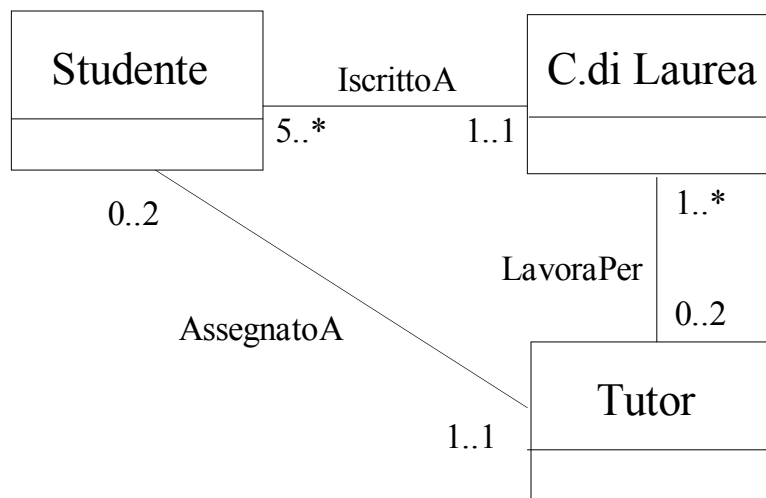 Studente
C.di Laurea
IscrittoA
5..*
1..1
0..2
1..*
LavoraPer
0..2
AssegnatoA
Tutor
1..1